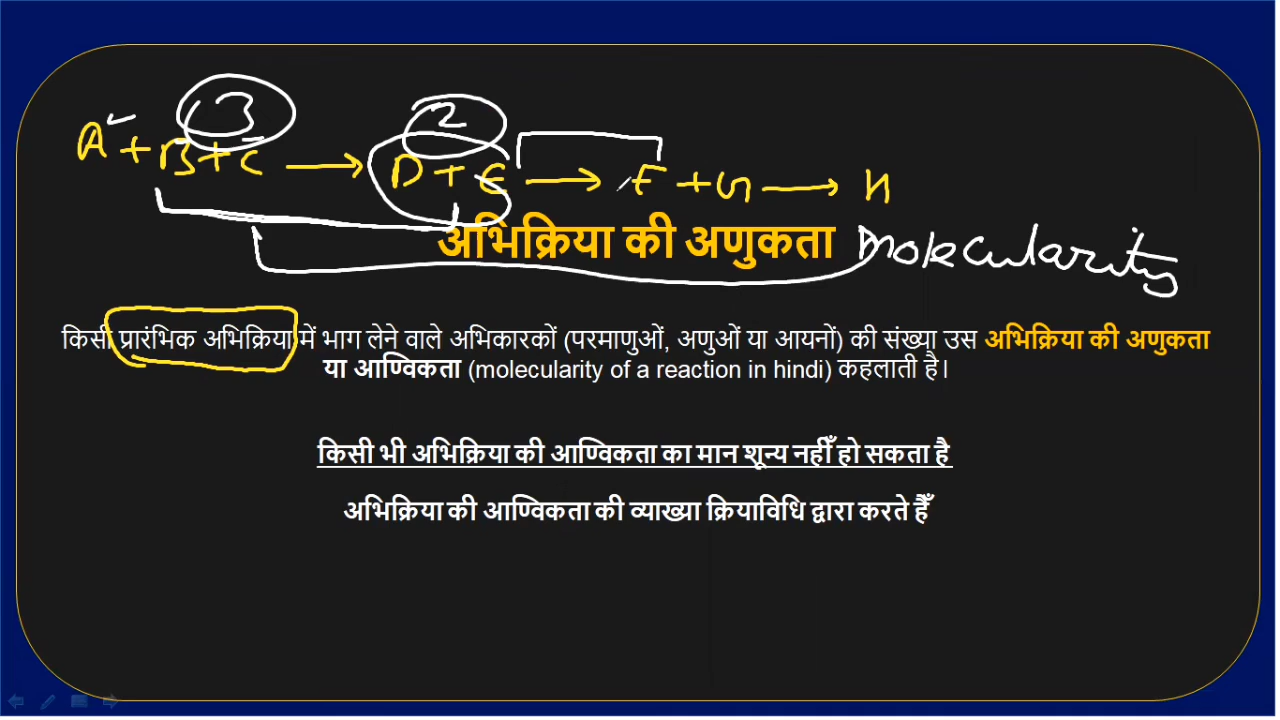 3 2
A + B + C → D + E → F + G → H
अभिक्रिया की अणुकता Molecularity
किसी प्रारंभिक अभिक्रिया में भाग लेने वाले अभिकारकों (परमाणुओं, अणुओं या आयनों) की संख्या उस अभिक्रिया की अणुकता
या आण्विकता (molecularity of a reaction in hindi) कहलाती है।
किसी भी अभिक्रिया की आण्विकता का मान शून्य नहीं हो सकता है
अभिक्रिया की आण्विकता की व्याख्या क्रियाविधि द्वारा करते हैं